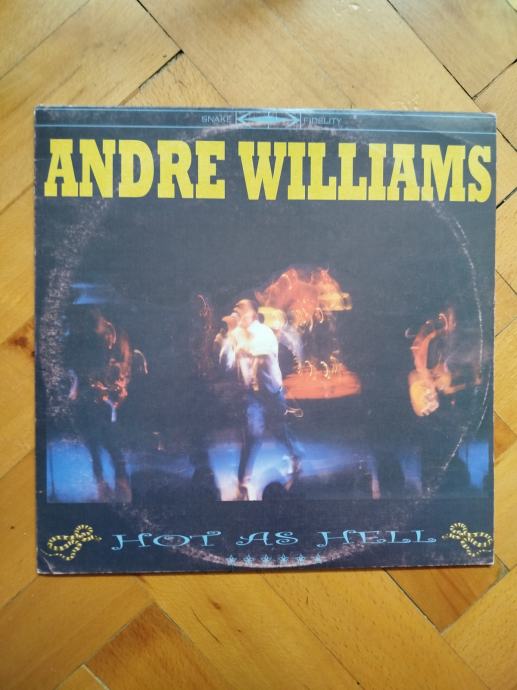 SNAKE FIDELITY
ANDRE WILLIAMS
HOT AS HELL